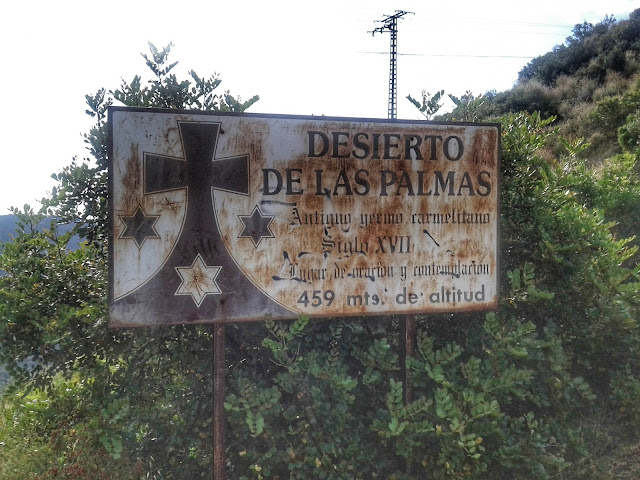 DESIERTO
DE LAS PALMAS
Antiguo yermo carmelitano
Siglo XVII
Lugar de oración y contemplación
459 mts. de altitud